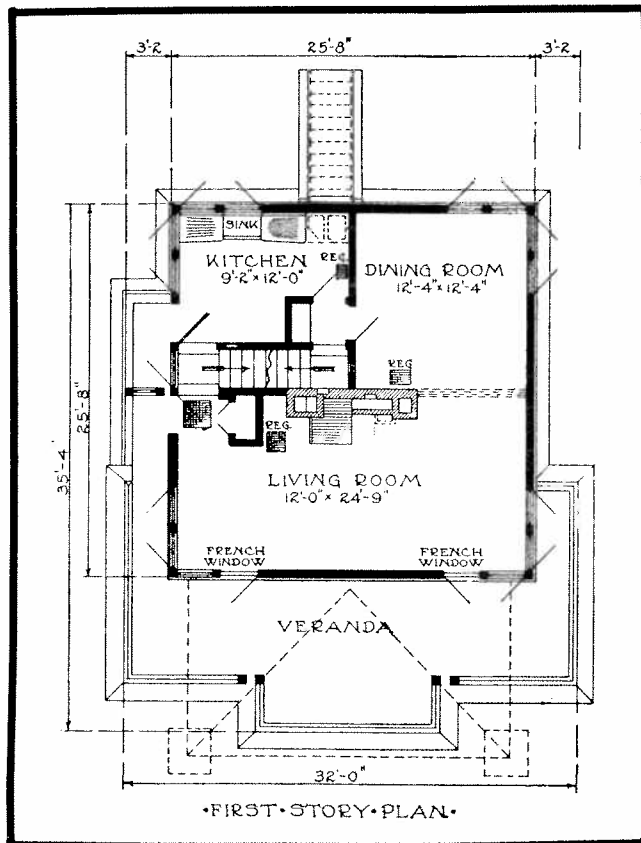 3'-2 25'-8" 3'-2
SINK
KITCHEN
9'-2" × 12'-0"
REG.
DINING ROOM
12'-4" × 12'-4"
REG
REG.
25'-8"
35'-4'
LIVING ROOM
12'-0" × 24'-9"
FRENCH
WINDOW
FRENCH
WINDOW
VERANDA
32'-0"
•FIRST•STORY•PLAN•